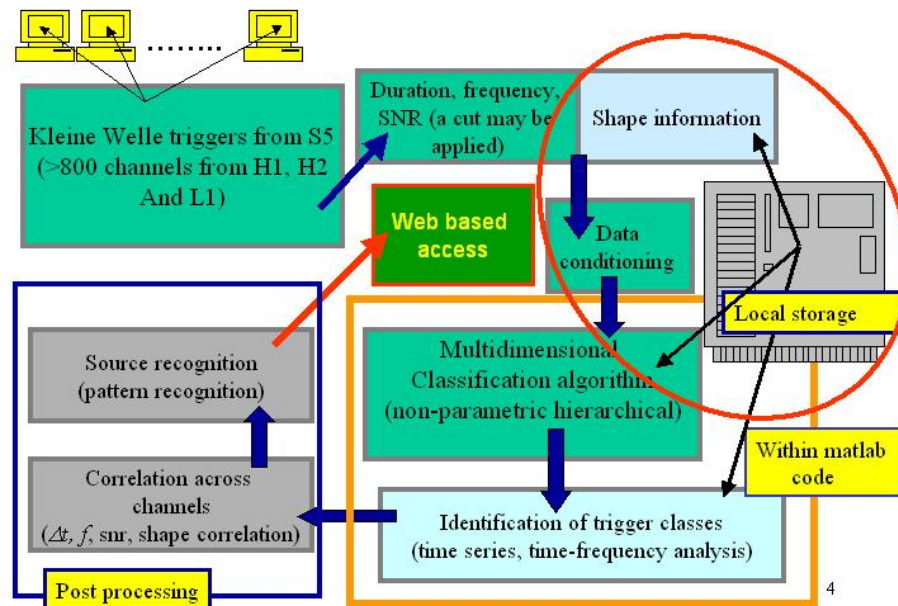 Kleine Welle triggers from S5
(>800 channels from H1, H2
And L1)
Duration, frequency,
SNR (a cut may be
applied)
Shape information
Web based
access
Data
conditioning
Local storage
Multidimensional
Classification algorithm
(non-parametric hierarchical)
Source recognition
(pattern recognition)
Within matlab
code
Correlation across
channels
(Δt, f, snr, shape correlation)
Identification of trigger classes
(time series, time-frequency analysis)
Post processing
4